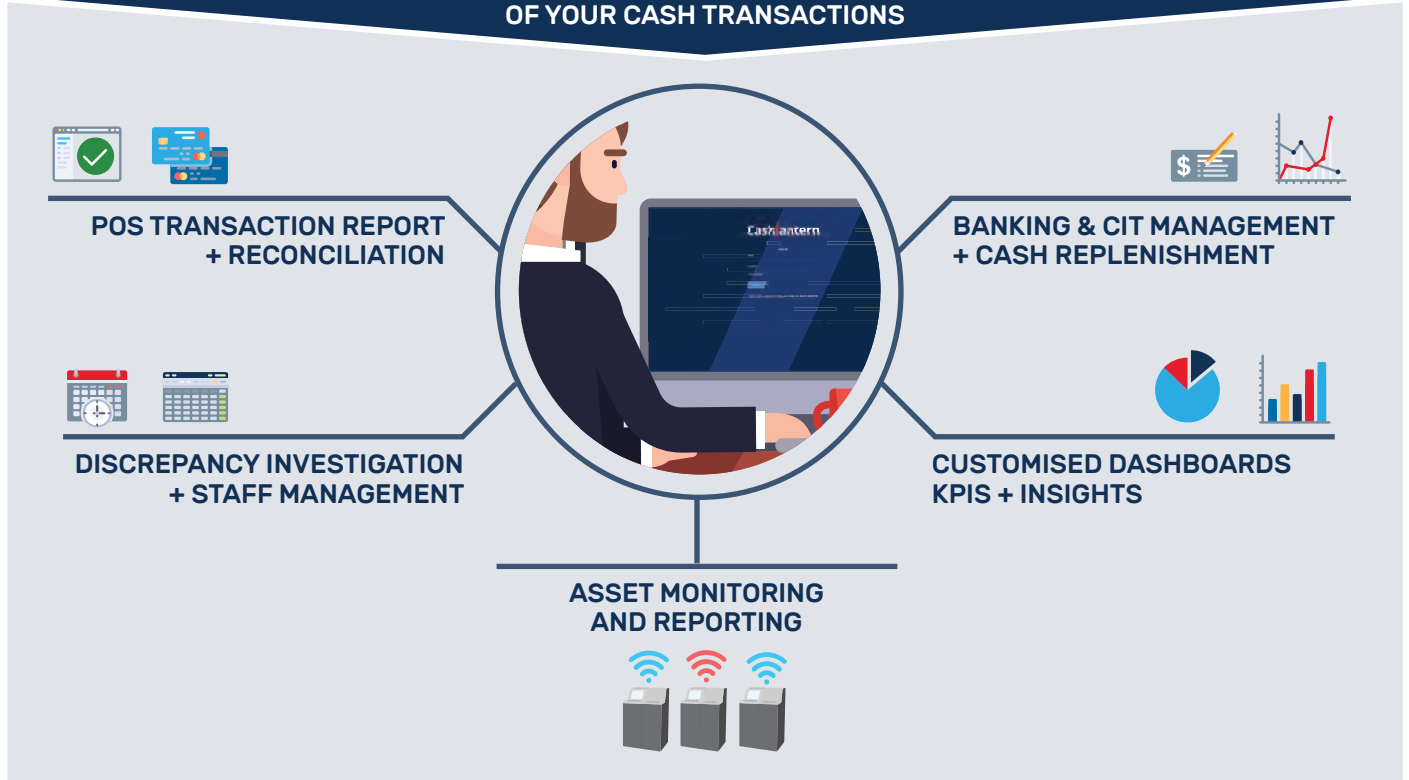 OF YOUR CASH TRANSACTIONS
POS TRANSACTION REPORT
+ RECONCILIATION
BANKING & CIT MANAGEMENT
+ CASH REPLENISHMENT
$
DISCREPANCY INVESTIGATION
+ STAFF MANAGEMENT
CUSTOMISED DASHBOARDS
KPIS + INSIGHTS
ASSET MONITORING
AND REPORTING